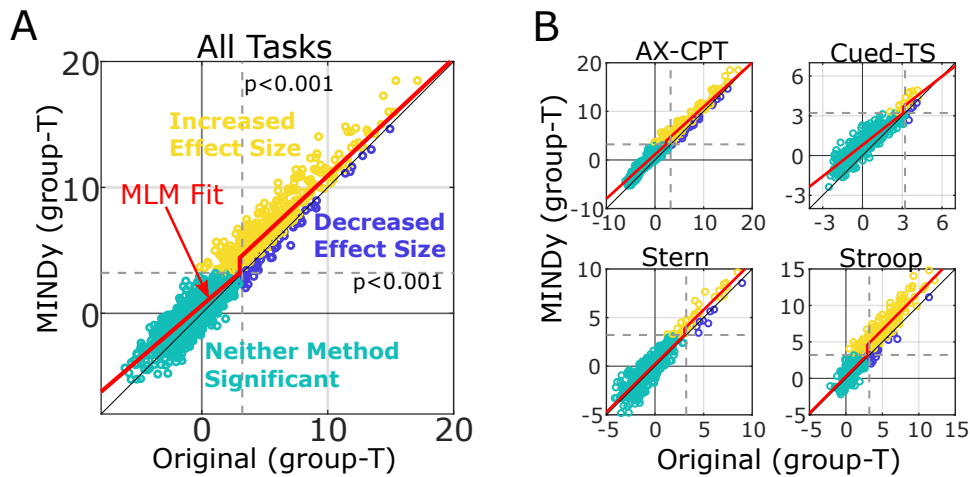 A
All Tasks
20
10
0
p<0.001
Increased
Effect Size
MLM Fit
Decreased
Effect Size
p<0.001
Neither Method
Significant
0 10 20
MINDy (group-T)
Original (group-T)
B
AX-CPT
20
10
0
-10
-10 0 10 20
Cued-TS
6
3
0
-3
-3 0 3 6
Stern
10
5
0
-5
-5 0 5 10
Stroop
15
10
5
0
-5
-5 0 5 10 15
MINDy (group-T)
Original (group-T)